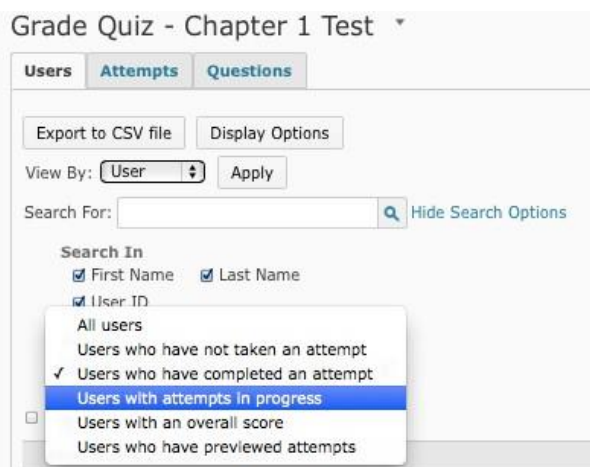 Grade Quiz - Chapter 1 Test
Users Attempts Questions
Export to CSV file Display Options
View By: User Apply
Search For: Hide Search Options
Search In
First Name Last Name
User ID
All users
Users who have not taken an attempt
✓ Users who have completed an attempt
Users with attempts in progress
Users with an overall score
Users who have previewed attempts